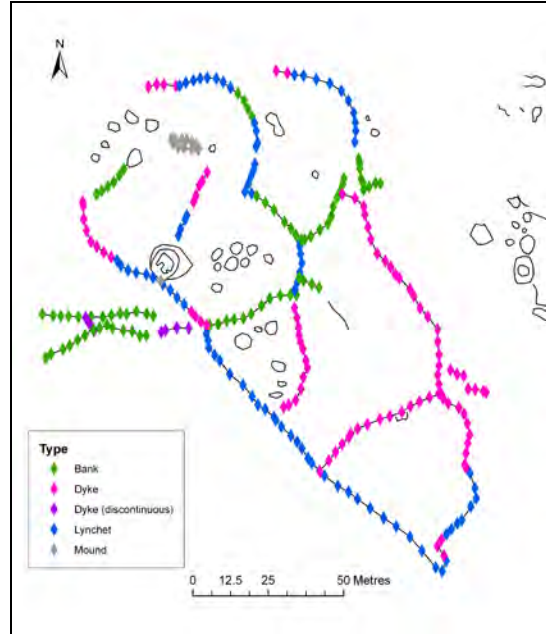 N
Type
Bank
Dyke
Dyke (discontinuous)
Lynchet
Mound
0 12.5 25 50 Metres